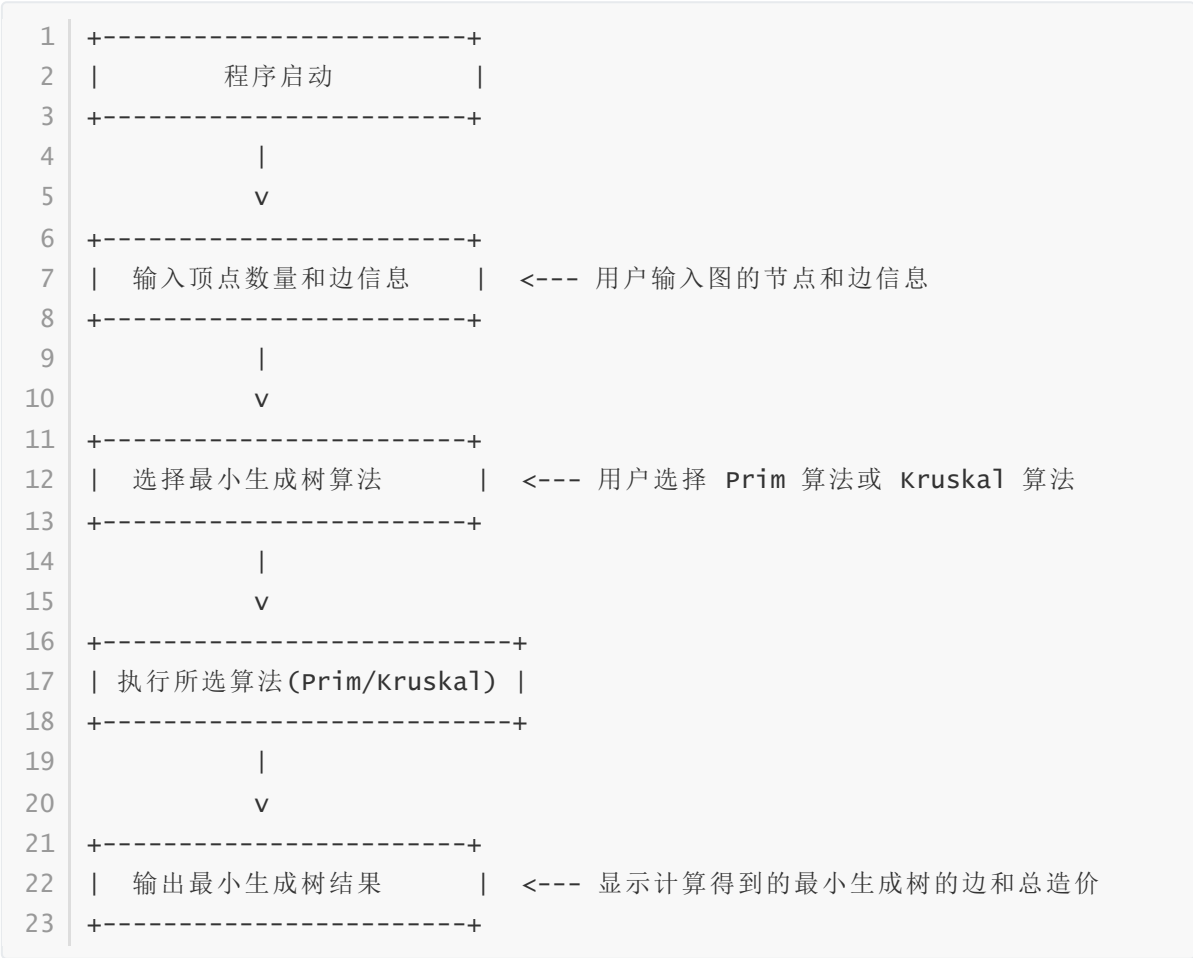 1 +------------------------+
2 |        程序启动         |
3 +------------------------+
4            |
5            v
6 +------------------------+
7 |  输入顶点数量和边信息    |  <--- 用户输入图的节点和边信息
8 +------------------------+
9            |
10           v
11 +------------------------+
12 |  选择最小生成树算法      |  <--- 用户选择 Prim 算法或 Kruskal 算法
13 +------------------------+
14           |
15           v
16 +---------------------------+
17 | 执行所选算法(Prim/Kruskal) |
18 +---------------------------+
19           |
20           v
21 +------------------------+
22 |  输出最小生成树结果      |  <--- 显示计算得到的最小生成树的边和总造价
23 +------------------------+